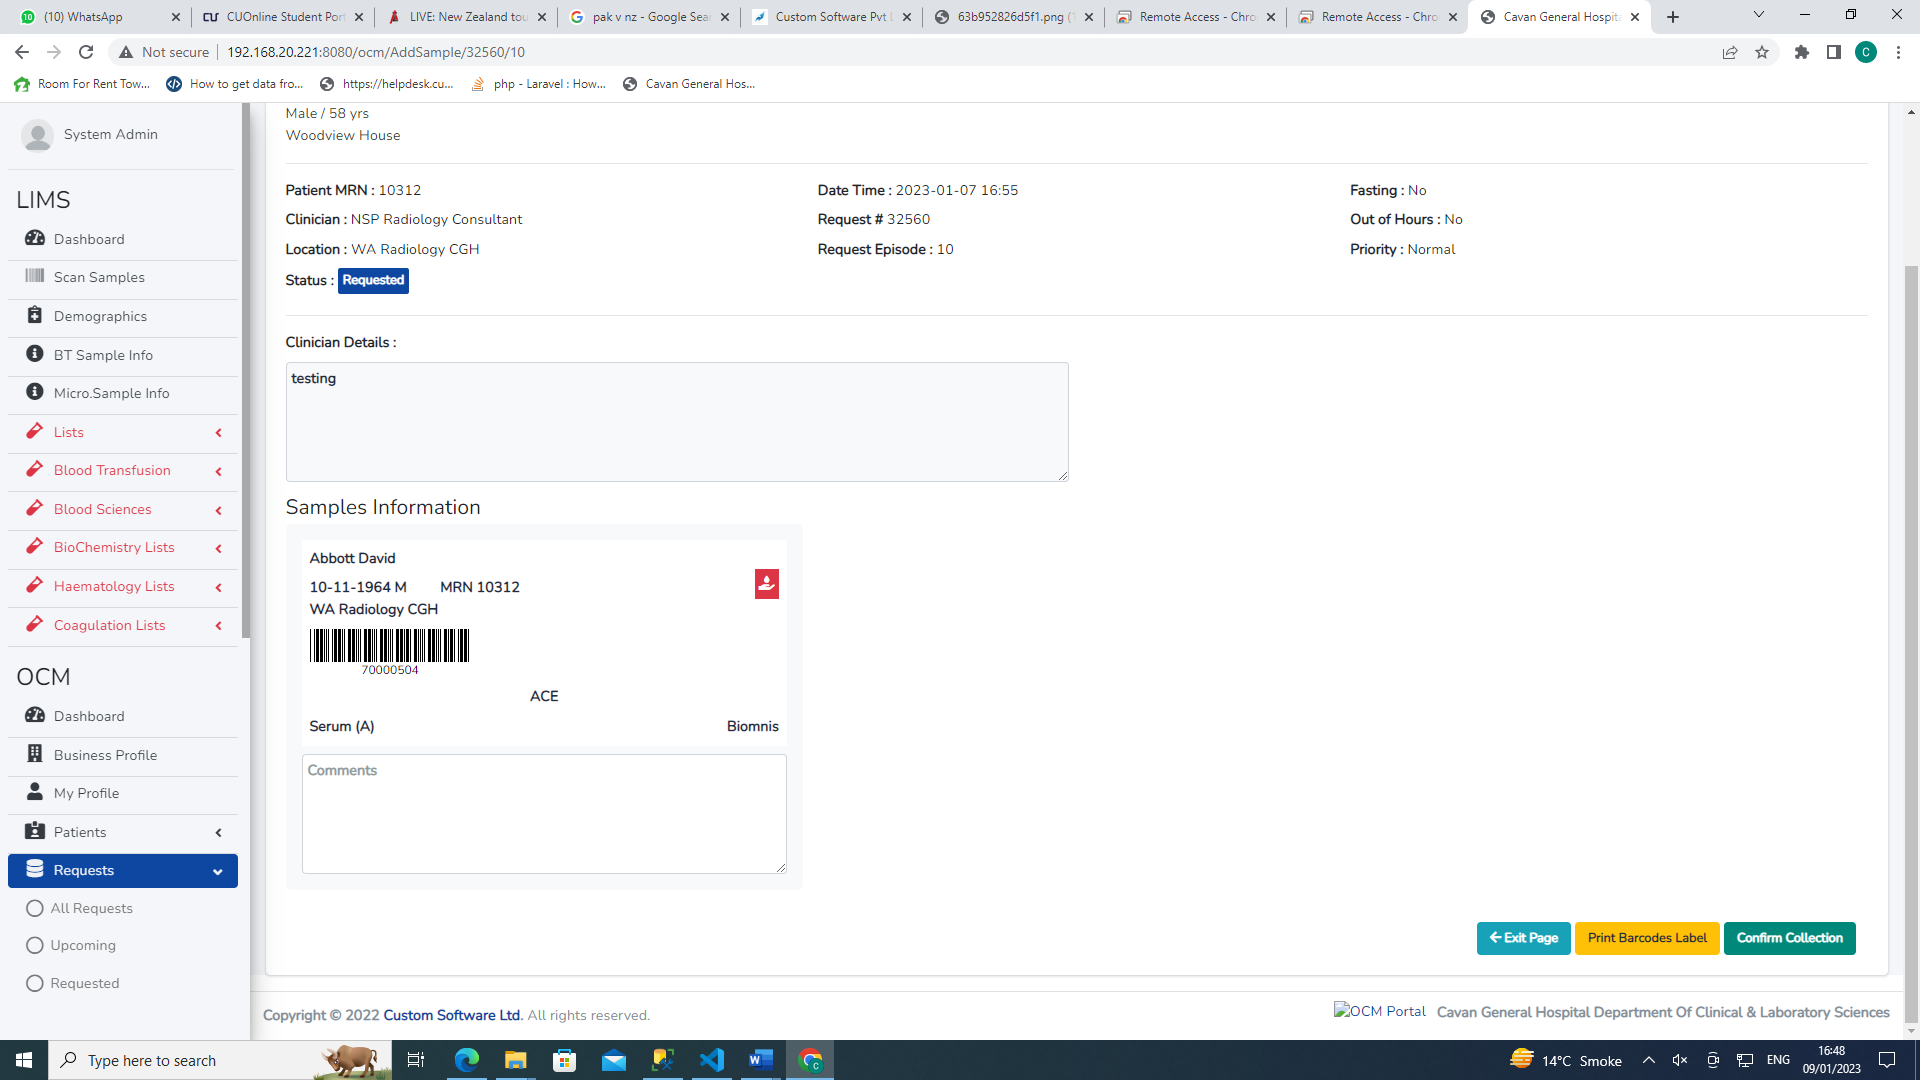 (10) WhatsApp
CUOnline Student Port
LIVE: New Zealand tou
pak v nz - Google Sea
Custom Software Pvt L
63b952826d5f1.png (
Remote Access - Chro
Remote Access - Chro
Cavan General Hospita
Not secure
192.168.20.221:8080/ocm/AddSample/32560/10
C
Room For Rent Tow...
How to get data fro...
https://helpdesk.cu...
php - Laravel : How...
Cavan General Hos...
System Admin
LIMS
Dashboard
Scan Samples
Demographics
BT Sample Info
Micro.Sample Info
Lists
Blood Transfusion
Blood Sciences
BioChemistry Lists
Haematology Lists
Coagulation Lists
OCM
Dashboard
Business Profile
My Profile
Patients
Requests
All Requests
Upcoming
Requested
Male / 58 yrs
Woodview House
Patient MRN : 10312
Date Time : 2023-01-07 16:55
Fasting : No
Clinician : NSP Radiology Consultant
Request # 32560
Out of Hours : No
Location : WA Radiology CGH
Request Episode : 10
Priority : Normal
Status : Requested
Clinician Details :
testing
Samples Information
Abbott David
10-11-1964 M MRN 10312
WA Radiology CGH
70000504
ACE
Serum (A)
Biomnis
Comments
Exit Page
Print Barcodes Label
Confirm Collection
Copyright © 2022 Custom Software Ltd. All rights reserved.
OCM Portal
Cavan General Hospital Department Of Clinical & Laboratory Sciences
Type here to search
14°C Smoke
ENG
16:48
09/01/2023